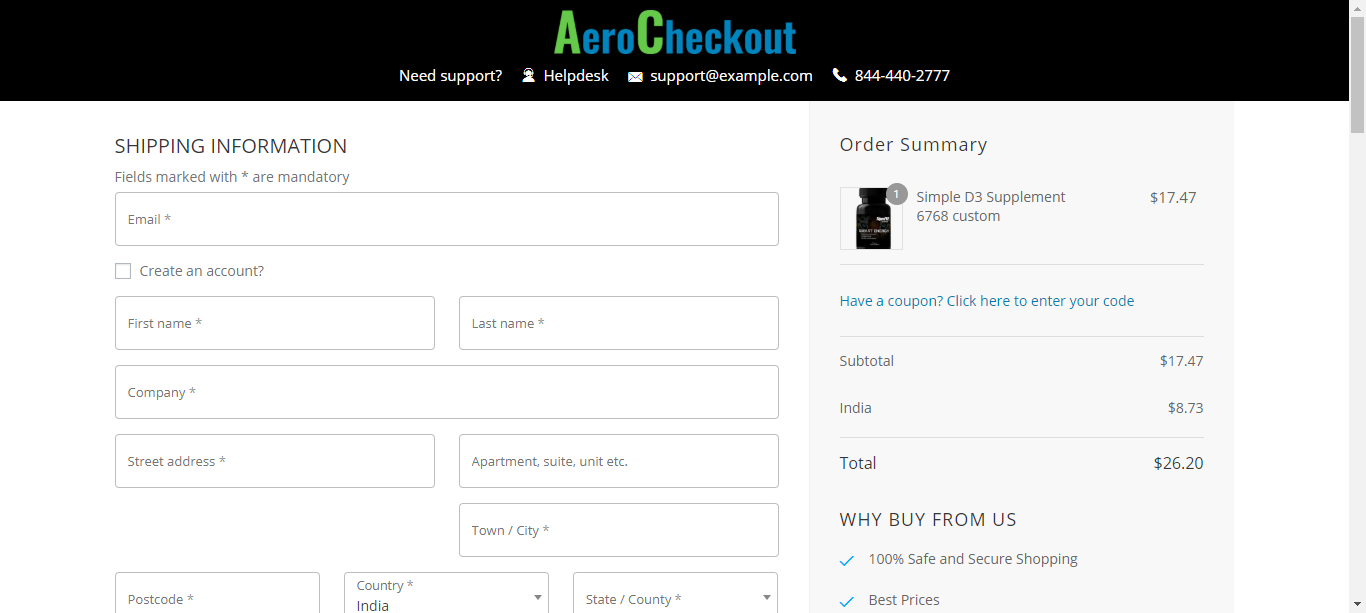 AeroCheckout
Need support? Helpdesk support@example.com 844-440-2777
SHIPPING INFORMATION
Fields marked with * are mandatory
Email *
Create an account?
First name *
Last name *
Company *
Street address *
Apartment, suite, unit etc.
Town / City *
Postcode *
Country *
India
State / County *
Order Summary
1
Simple D3 Supplement
6768 custom
$17.47
Have a coupon? Click here to enter your code
Subtotal $17.47
India $8.73
Total $26.20
WHY BUY FROM US
100% Safe and Secure Shopping
Best Prices